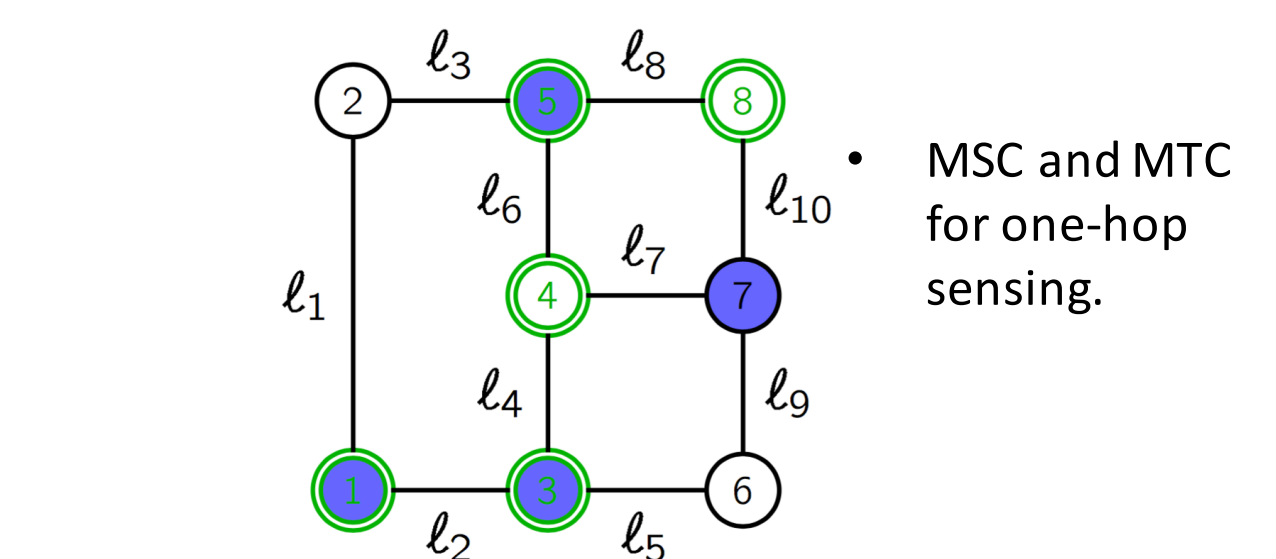 ℓ3 ℓ8
2 5 8
ℓ6 ℓ10
ℓ7
ℓ1 4 7
ℓ4 ℓ9
1 3 6
ℓ2 ℓ5
• MSC and MTC
for one-hop
sensing.